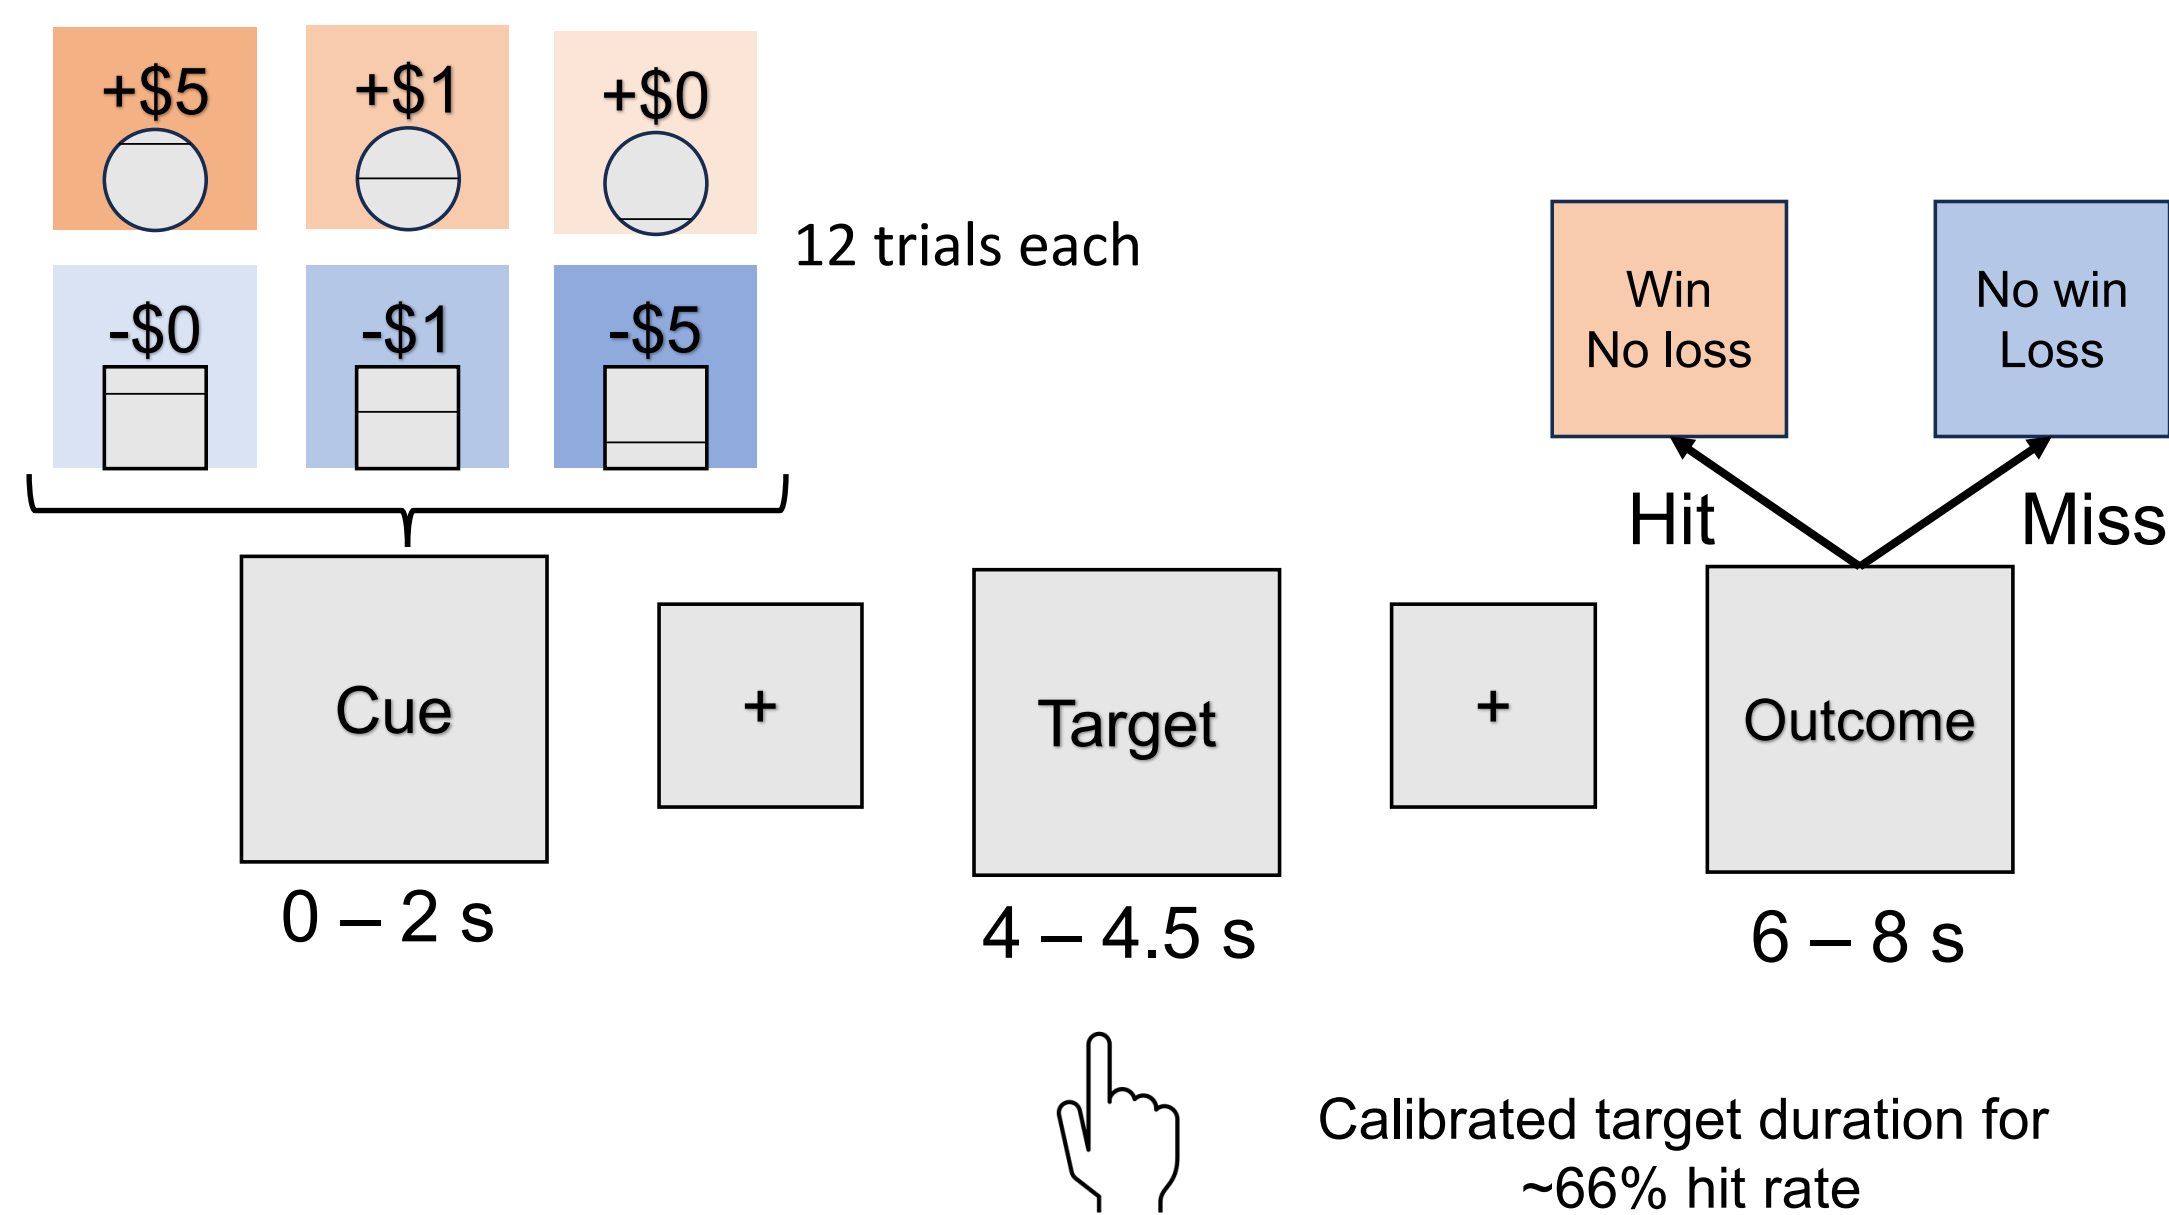 +$5
+$1
+$0
12 trials each
-$0
-$1
-$5
Win
No loss
No win
Loss
Hit
Miss
Cue
+
Target
+
Outcome
0 – 2 s
4 – 4.5 s
6 – 8 s
Calibrated target duration for
~66% hit rate